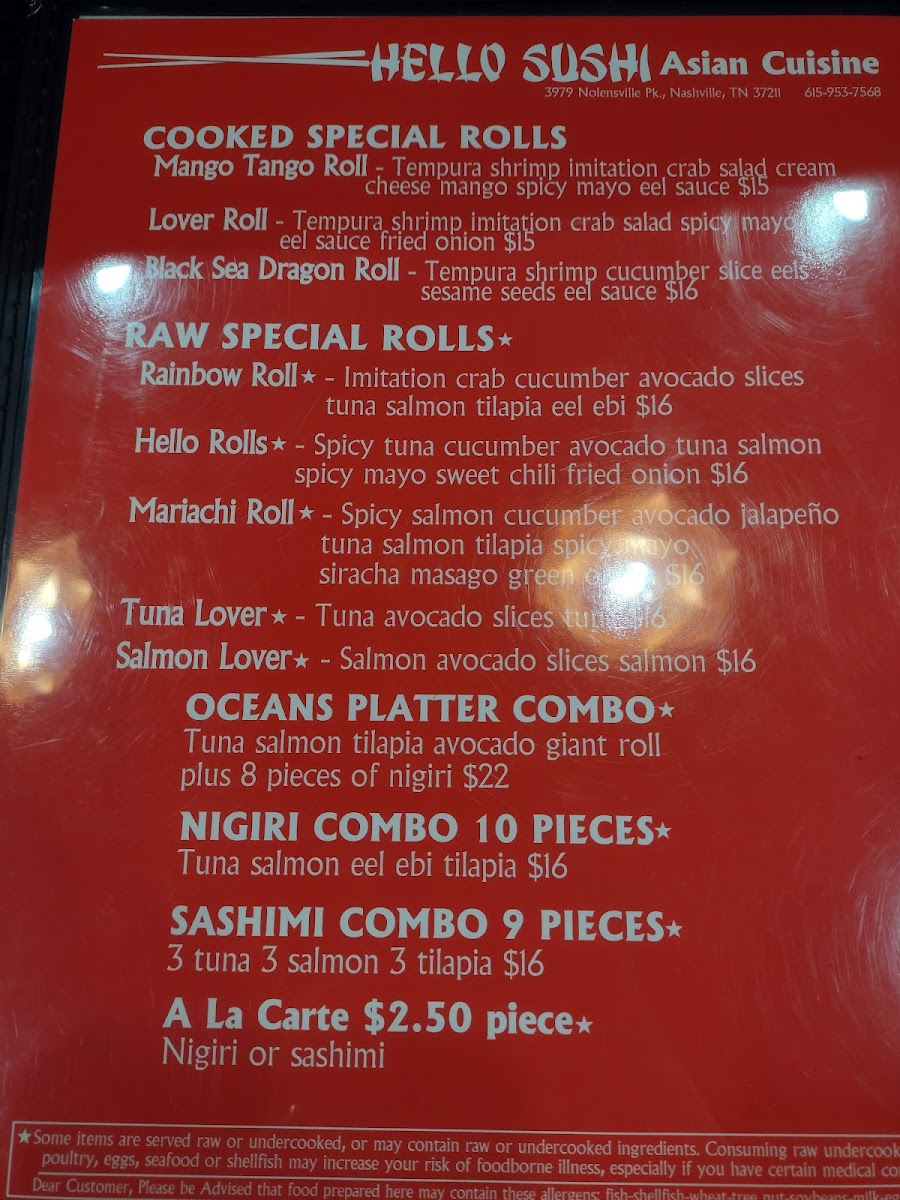 HELLO SUSHI Asian Cuisine
3979 Nolensville Pk., Nashville, TN 37211 615-953-7568
COOKED SPECIAL ROLLS
Mango Tango Roll - Tempura shrimp imitation crab salad cream
cheese mango spicy mayo eel sauce $15
Lover Roll - Tempura shrimp imitation crab salad spicy mayo
eel sauce fried onion $15
Black Sea Dragon Roll - Tempura shrimp cucumber slice eels
sesame seeds eel sauce $16
RAW SPECIAL ROLLS★
Rainbow Roll★ - Imitation crab cucumber avocado slices
tuna salmon tilapia eel ebi $16
Hello Rolls★ - Spicy tuna cucumber avocado tuna salmon
spicy mayo sweet chili fried onion $16
Mariachi Roll★ - Spicy salmon cucumber avocado jalapeño
tuna salmon tilapia spicy mayo
siracha masago green $16
Tuna Lover★ - Tuna avocado slices
Salmon Lover★ - Salmon avocado slices salmon $16
OCEANS PLATTER COMBO★
Tuna salmon tilapia avocado giant roll
plus 8 pieces of nigiri $22
NIGIRI COMBO 10 PIECES★
Tuna salmon eel ebi tilapia $16
SASHIMI COMBO 9 PIECES★
3 tuna 3 salmon 3 tilapia $16
A La Carte $2.50 piece★
Nigiri or sashimi
★Some items are served raw or undercooked, or may contain raw or undercooked ingredients. Consuming raw undercook
poultry, eggs, seafood or shellfish may increase your risk of foodborne illness, especially if you have certain medical co
Dear Customer, Please be Advised that food prepared here may contain these allergens: fish-shellfish-wheat-tree nut